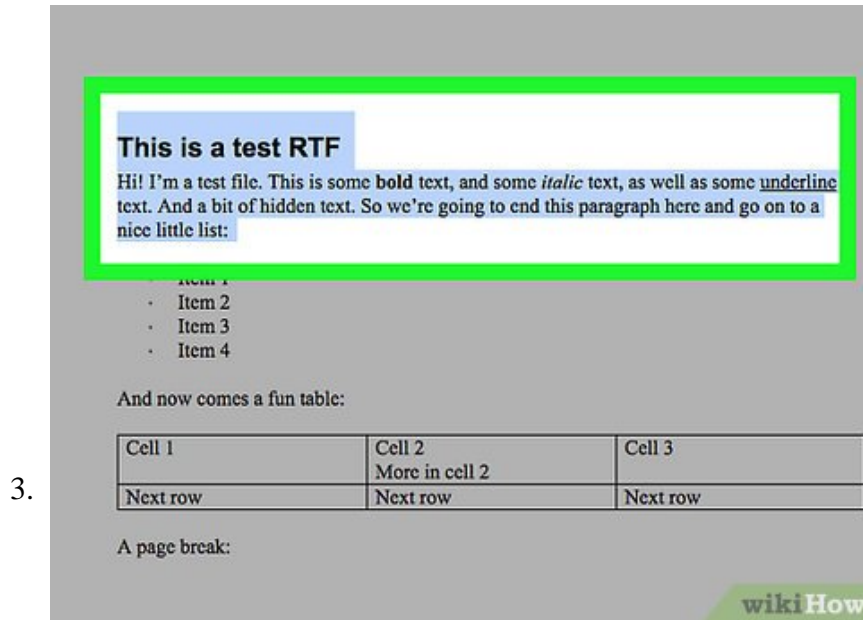 This is a test RTF
Hi! I'm a test file. This is some bold text, and some italic text, as well as some underline
text. And a bit of hidden text. So we're going to end this paragraph here and go on to a
nice little list:
· Item 1
· Item 2
· Item 3
· Item 4
And now comes a fun table:
Cell 1 Cell 2 Cell 3
More in cell 2
3.
Next row Next row Next row
A page break:
wikiHow